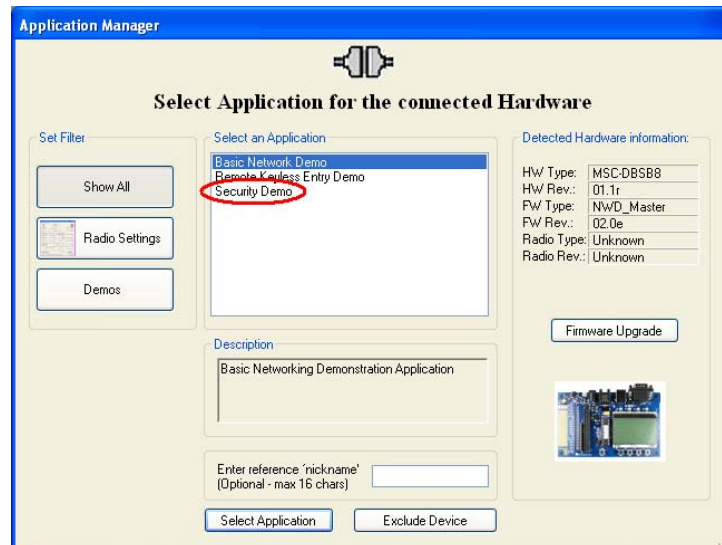 Application Manager
Select Application for the connected Hardware
Set Filter
Show All
Radio Settings
Demos
Select an Application
Basic Network Demo
Remote Keyless Entry Demo
Security Demo
Description
Basic Networking Demonstration Application
Enter reference 'nickname'
(Optional - max 16 chars)
Select Application
Exclude Device
Detected Hardware information:
HW Type: MSC-DBSB8
HW Rev.: 01.1r
FW Type: NWD_Master
FW Rev.: 02.0e
Radio Type: Unknown
Radio Rev.: Unknown
Firmware Upgrade